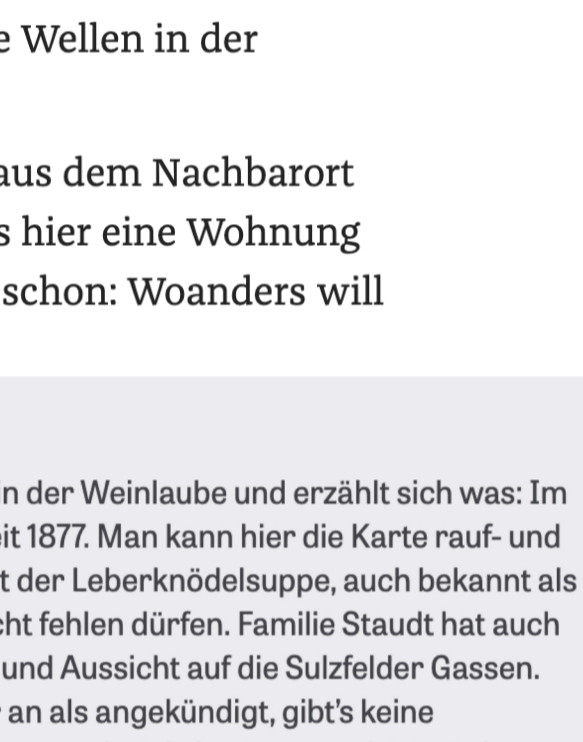 e Wellen in der
aus dem Nachbarort
s hier eine Wohnung
schon: Woanders will
in der Weinlaube und erzählt sich was: Im
eit 1877. Man kann hier die Karte rauf- und
t der Leberknödelsuppe, auch bekannt als
cht fehlen dürfen. Familie Staudt hat auch
und Aussicht auf die Sulzfelder Gassen.
an als angekündigt, gibt’s keine